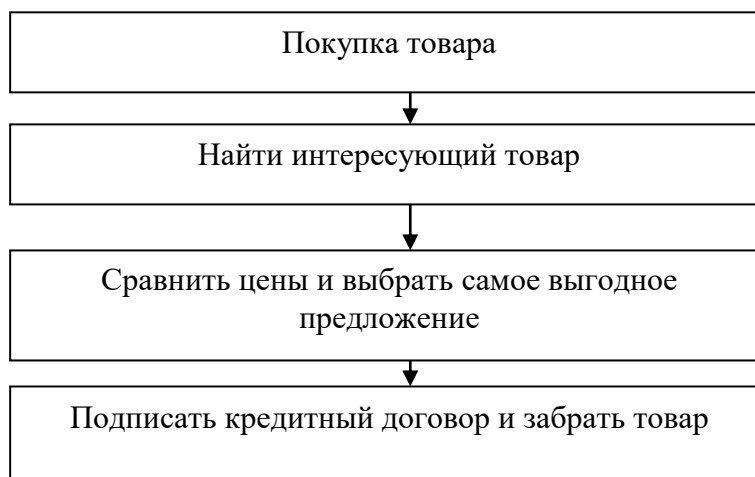 Покупка товара
Найти интересующий товар
Сравнить цены и выбрать самое выгодное
предложение
Подписать кредитный договор и забрать товар